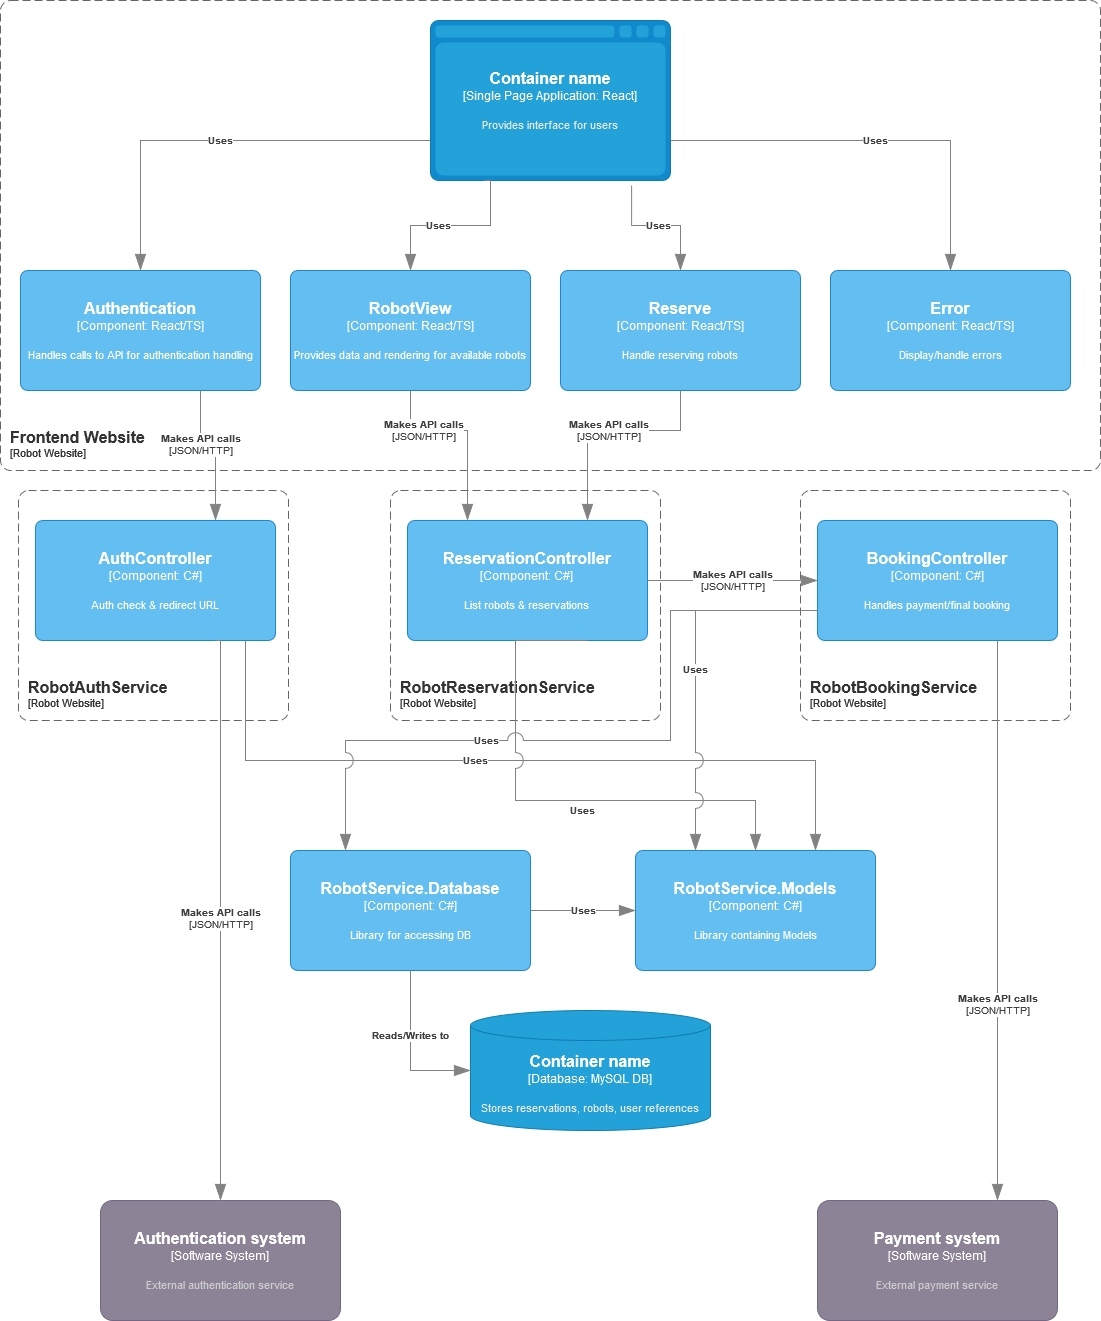 Container name
[Single Page Application: React]
Provides interface for users
Uses
Uses
Uses
Uses
Authentication
[Component: React/TS]
Handles calls to API for authentication handling
RobotView
[Component: React/TS]
Provides data and rendering for available robots
Reserve
[Component: React/TS]
Handle reserving robots
Error
[Component: React/TS]
Display/handle errors
Frontend Website
[Robot Website]
Makes API calls
[JSON/HTTP]
Makes API calls
[JSON/HTTP]
Makes API calls
[JSON/HTTP]
AuthController
[Component: C#]
Auth check & redirect URL
RobotAuthService
[Robot Website]
ReservationController
[Component: C#]
List robots & reservations
RobotReservationService
[Robot Website]
Makes API calls
[JSON/HTTP]
BookingController
[Component: C#]
Handles payment/final booking
RobotBookingService
[Robot Website]
Uses
Uses
Uses
Uses
RobotService.Database
[Component: C#]
Library for accessing DB
Uses
RobotService.Models
[Component: C#]
Library containing Models
Makes API calls
[JSON/HTTP]
Makes API calls
[JSON/HTTP]
Reads/Writes to
Container name
[Database: MySQL DB]
Stores reservations, robots, user references
Authentication system
[Software System]
External authentication service
Payment system
[Software System]
External payment service